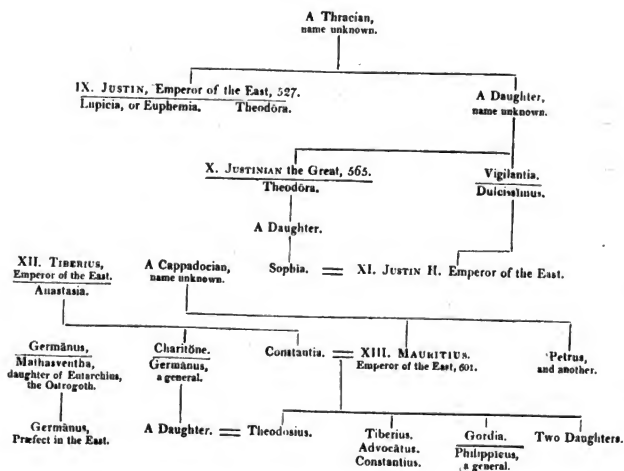 A Thracian,
name unknown.
IX. JUSTIN, Emperor of the East, 527.
Lupicia, or Euphemia. Theodōra.
A Daughter,
name unknown.
X. JUSTINIAN the Great, 565.
Theodōra.
Vigilantia.
Dulcissimus.
A Daughter.
XII. TIBERIUS,
Emperor of the East.
Anastasia.
A Cappadocian,
name unknown.
Sophia. = XI. JUSTIN II. Emperor of the East.
Germānus,
Mathasventha,
daughter of Eutarchius,
the Ostrogoth.
Charitōne.
Germānus,
a general.
Constantia. = XIII. MAURITIUS.
Emperor of the East, 601.
Petrus,
and another.
Germānus,
Præfect in the East.
A Daughter. = Theodosius.
Tiberius.
Advocātus.
Constantius.
Gordia.
Philippicus,
a general.
Two Daughters.